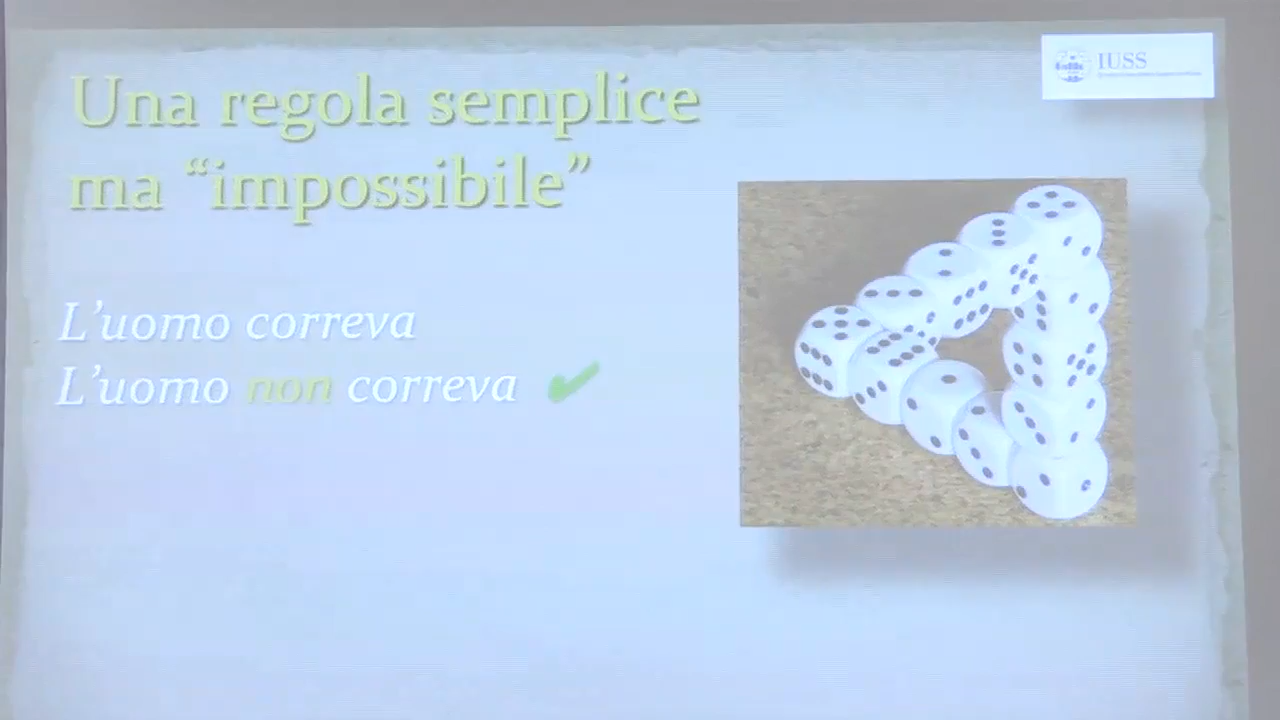 Una regola semplice
ma “impossibile”
IUSS
L’uomo correva
L’uomo non correva